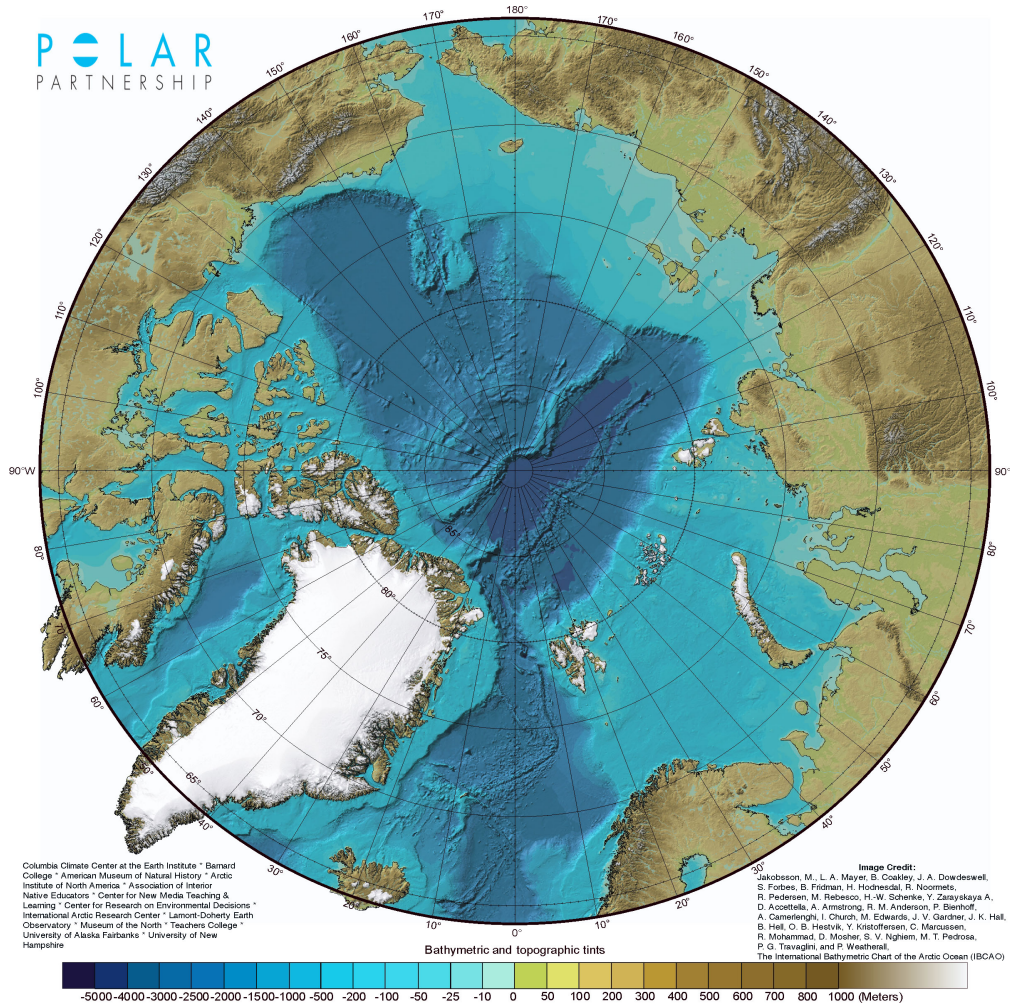 POLAR
PARTNERSHIP
180°
170°
170°
160°
160°
150°
150°
140°
140°
130°
130°
120°
120°
110°
110°
100°
100°
90°W
90°
85°
80°
80°
80°
75°
70°
70°
70°
65°
60°
60°
50°
50°
40°
40°
30°
30°
20°
20°
10°
10°
0°
Columbia Climate Center at the Earth Institute * Barnard
College * American Museum of Natural History * Arctic
Institute of North America * Association of Interior
Native Educators * Center for New Media Teaching &
Learning * Center for Research on Environmental Decisions *
International Arctic Research Center * Lamont-Doherty Earth
Observatory * Museum of the North * Teachers College *
University of Alaska Fairbanks * University of New
Hampshire
Image Credit:
Jakobsson, M., L. A. Mayer, B. Coakley, J. A. Dowdeswell,
S. Forbes, B. Fridman, H. Hodnesdal, R. Noormets,
R. Pedersen, M. Rebesco, H.-W. Schenke, Y. Zarayskaya A,
D. Accettella, A. Armstrong, R. M. Anderson, P. Bienhoff,
A. Camerlenghi, I. Church, M. Edwards, J. V. Gardner, J. K. Hall,
B. Hell, O. B. Hestvik, Y. Kristoffersen, C. Marcussen,
R. Mohammad, D. Mosher, S. V. Nghiem, M. T. Pedrosa,
P. G. Travaglini, and P. Weatherall,
The International Bathymetric Chart of the Arctic Ocean (IBCAO)
Bathymetric and topographic tints
-5000 -4000 -3000 -2500 -2000 -1500 -1000 -500 -200 -100 -50 -25 -10 0 50 100 200 300 400 500 600 700 800 1000 (Meters)